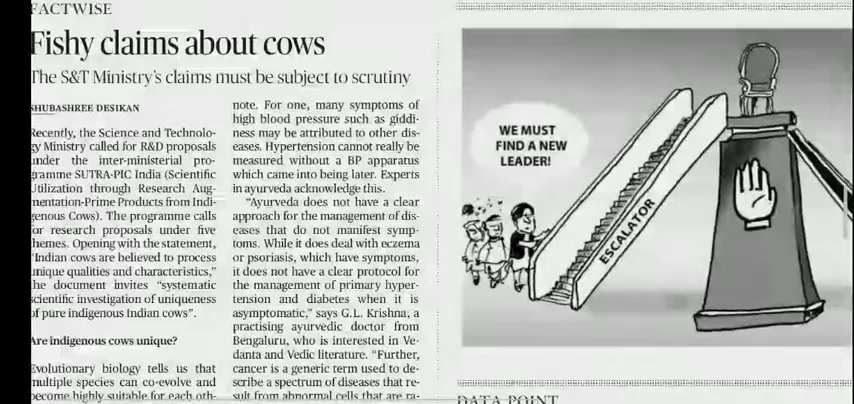 FACTWISE
Fishy claims about cows
The S&T Ministry's claims must be subject to scrutiny
SHUBASHREE DESIKAN
Recently, the Science and Technolo-
gy Ministry called for R&D proposals
under the inter-ministerial pro-
gramme SUTRA-PIC India (Scientific
Utilization through Research Aug-
mentation-Prime Products from Indi-
genous Cows). The programme calls
for research proposals under five
themes. Opening with the statement,
"Indian cows are believed to process
unique qualities and characteristics,"
the document invites "systematic
scientific investigation of uniqueness
of pure indigenous Indian cows".
Are indigenous cows unique?
Evolutionary biology tells us that
multiple species can co-evolve and
become highly suitable for each oth-
note. For one, many symptoms of
high blood pressure such as giddi-
ness may be attributed to other dis-
eases. Hypertension cannot really be
measured without a BP apparatus
which came into being later. Experts
in ayurveda acknowledge this.
"Ayurveda does not have a clear
approach for the management of dis-
eases that do not manifest symp-
toms. While it does deal with eczema
or psoriasis, which have symptoms,
it does not have a clear protocol for
the management of primary hyper-
tension and diabetes when it is
asymptomatic," says G.L. Krishna, a
practising ayurvedic doctor from
Bengaluru, who is interested in Ve-
danta and Vedic literature. "Further,
cancer is a generic term used to de-
scribe a spectrum of diseases that re-
sult from abnormal cells that are ra-
WE MUST
FIND A NEW
LEADER!
ESCALATOR
DATA POINT